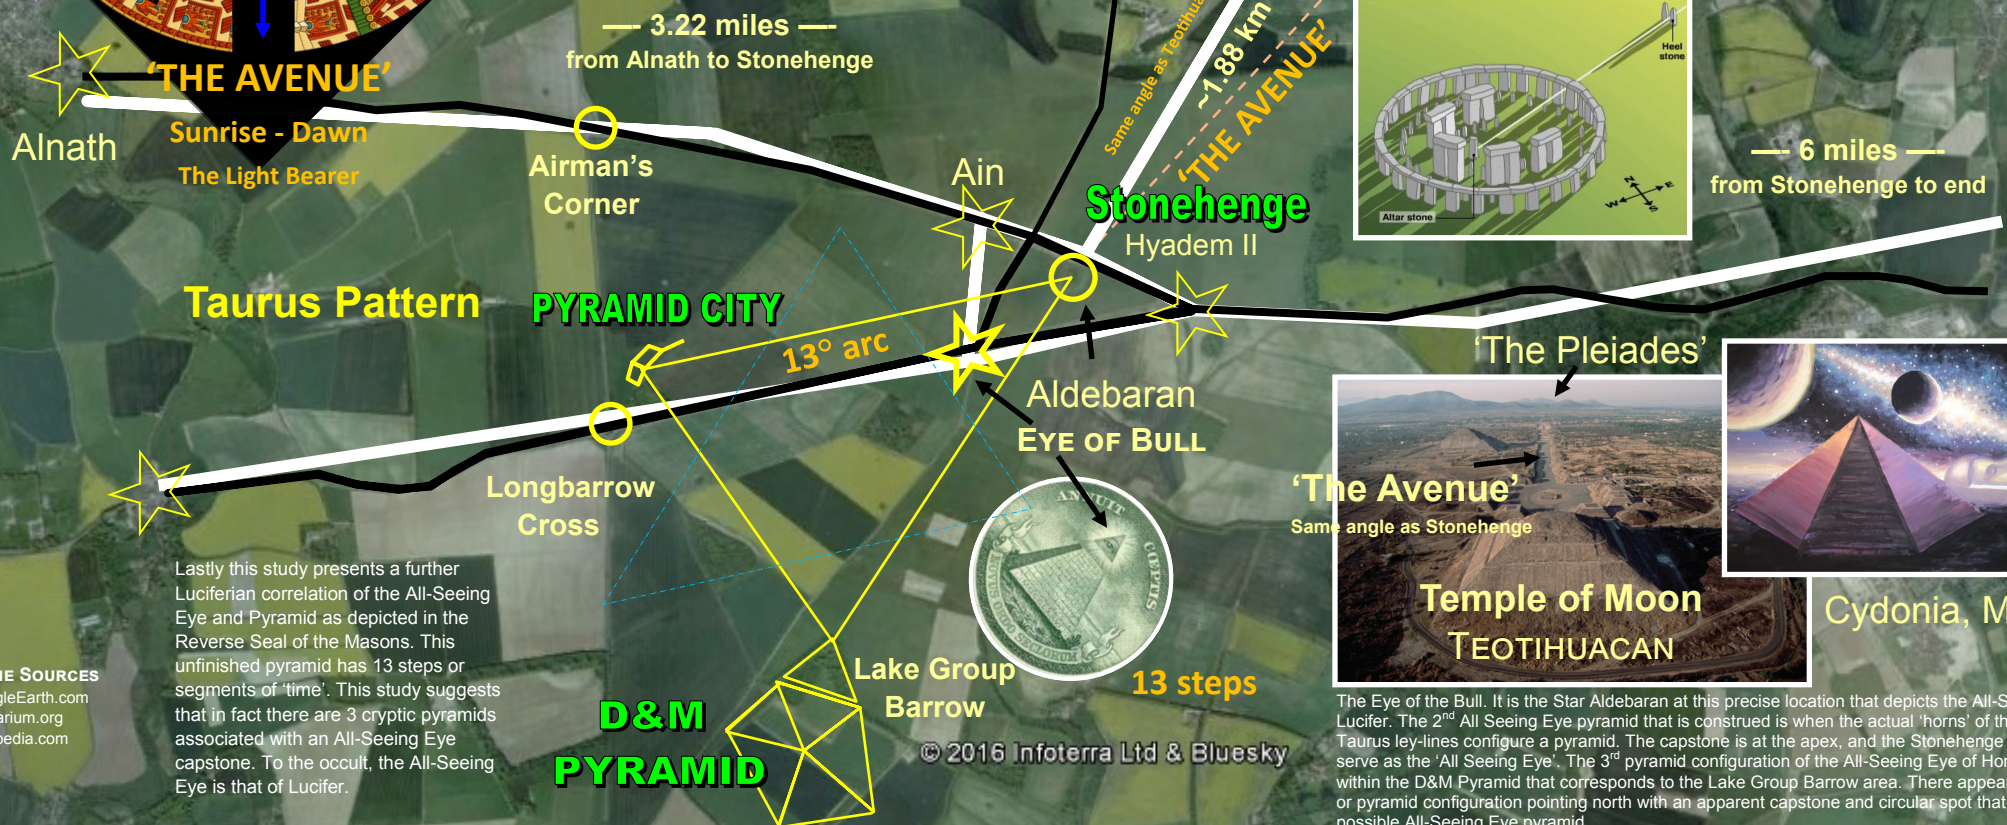 — 3.22 miles —
from Alnath to Stonehenge
'THE AVENUE'
Sunrise - Dawn
The Light Bearer
Alnath
Airman's
Corner
Ain
Same angle as
~1.88 km
'THE AVENUE'
Stonehenge
Hyadem II
Heel
stone
Altar stone
N
E
S
W
— 6 miles —
from Stonehenge to end
Taurus Pattern
PYRAMID CITY
13° arc
Aldebaran
EYE OF BULL
'The Pleiades'
Longbarrow
Cross
'The Avenue'
Same angle as Stonehenge
Temple of Moon
TEOTIHUACAN
Cydonia, M
ANNUIT
CŒPTIS
NOVUS ORDO SECLORUM
13 steps
Lake Group
Barrow
D&M
PYRAMID
© 2016 Infoterra Ltd & Bluesky
Lastly this study presents a further
Luciferian correlation of the All-Seeing
Eye and Pyramid as depicted in the
Reverse Seal of the Masons. This
unfinished pyramid has 13 steps or
segments of 'time'. This study suggests
that in fact there are 3 cryptic pyramids
associated with an All-Seeing Eye
capstone. To the occult, the All-Seeing
Eye is that of Lucifer.
SOURCES
gleEarth.com
arium.org
pedia.com
The Eye of the Bull. It is the Star Aldebaran at this precise location that depicts the All-S
Lucifer. The 2nd All Seeing Eye pyramid that is construed is when the actual 'horns' of th
Taurus ley-lines configure a pyramid. The capstone is at the apex, and the Stonehenge
serve as the 'All Seeing Eye'. The 3rd pyramid configuration of the All-Seeing Eye of Hor
within the D&M Pyramid that corresponds to the Lake Group Barrow area. There appea
or pyramid configuration pointing north with an apparent capstone and circular spot that
possible All-Seeing Eye pyramid.